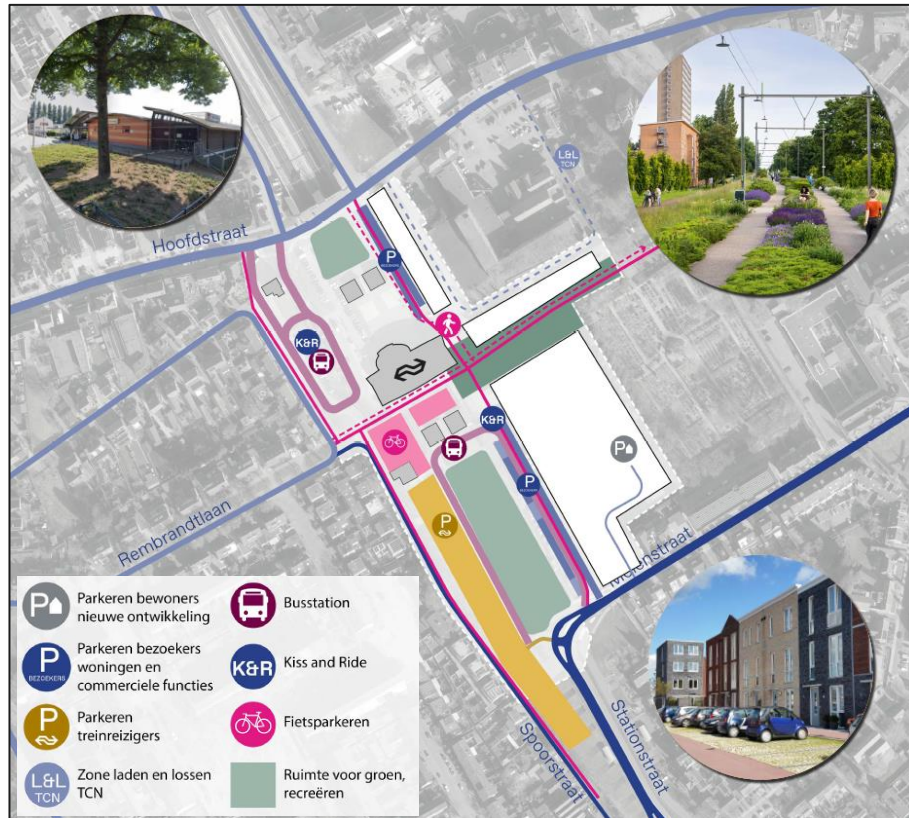 Hoofdstraat
L&L
TCN
P
BEZOEKERS
K&R
K&R
P
BEZOEKERS
P
P
Rembrandtlaan
Molenstraat
Spoorstraat
Stationstraat
P
Parkeren bewoners
nieuwe ontwikkeling
P
BEZOEKERS
Parkeren bezoekers
woningen en
commerciele functies
P
Parkeren
treinreizigers
L&L
TCN
Zone laden en lossen
TCN
Busstation
K&R
Kiss and Ride
Fietsparkeren
Ruimte voor groen,
recreëren